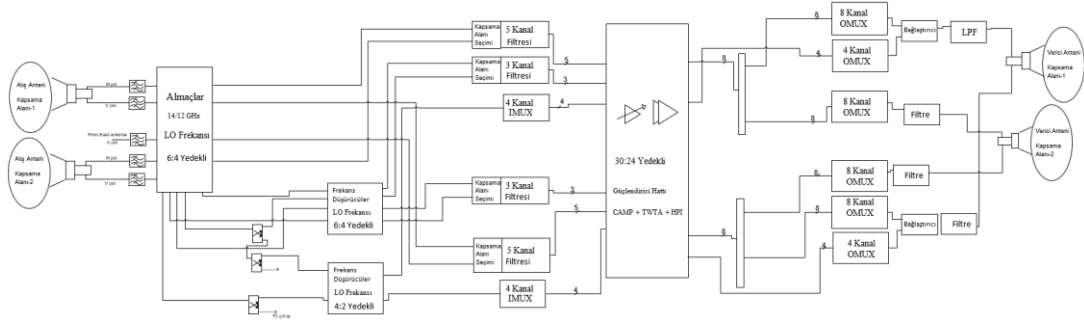 Alış Anteni
Kapsama
Alanı-1
H pol
V pol
From East antenna
V pol
Alış Anteni
Kapsama
Alanı-2
H pol
V pol
Almaçlar
14/12 GHz
LO Frekansı
6:4 Yedekli
Frekans
Düşürücüler
LO Frekansı
6:4 Yedekli
Frekans
Düşürücüler
LO Frekansı
4:2 Yedekli
Kapsama
Alanı
Seçimi
5 Kanal
Filtresi
5
Kapsama
Alanı
Seçimi
3 Kanal
Filtresi
3
4 Kanal
IMUX
4
Kapsama
Alanı
Seçimi
3 Kanal
Filtresi
3
Kapsama
Alanı
Seçimi
5 Kanal
Filtresi
5
4 Kanal
IMUX
4
30:24 Yedekli
Güçlendirici Hattı
CAMP + TWTA + HPI
8
8
8 Kanal
OMUX
4
4 Kanal
OMUX
Bağlaştırıcı
LPF
8
8 Kanal
OMUX
Filtre
8
8
8 Kanal
OMUX
Filtre
8
8 Kanal
OMUX
4
4 Kanal
OMUX
Bağlaştırıcı
Filtre
Verici Anteni
Kapsama
Alanı-1
Verici Anteni
Kapsama
Alanı-2